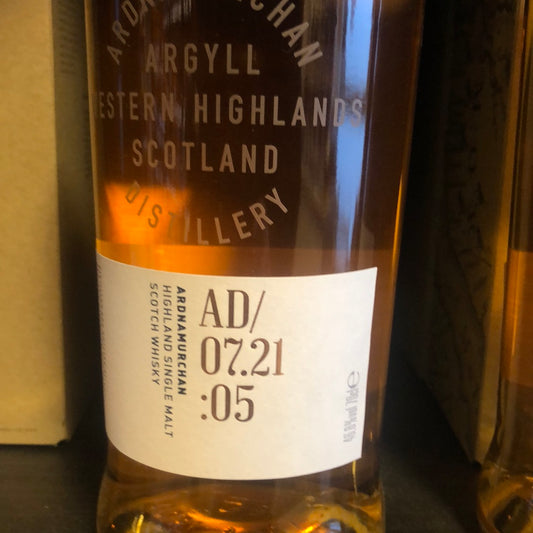 ARDNAMURCHAN
ARGYLL
WESTERN HIGHLANDS
SCOTLAND
DISTILLERY
ARDNAMURCHAN
HIGHLAND SINGLE MALT
SCOTCH WHISKY
AD/
07.21
:05
46.8%vol 70cl ℮